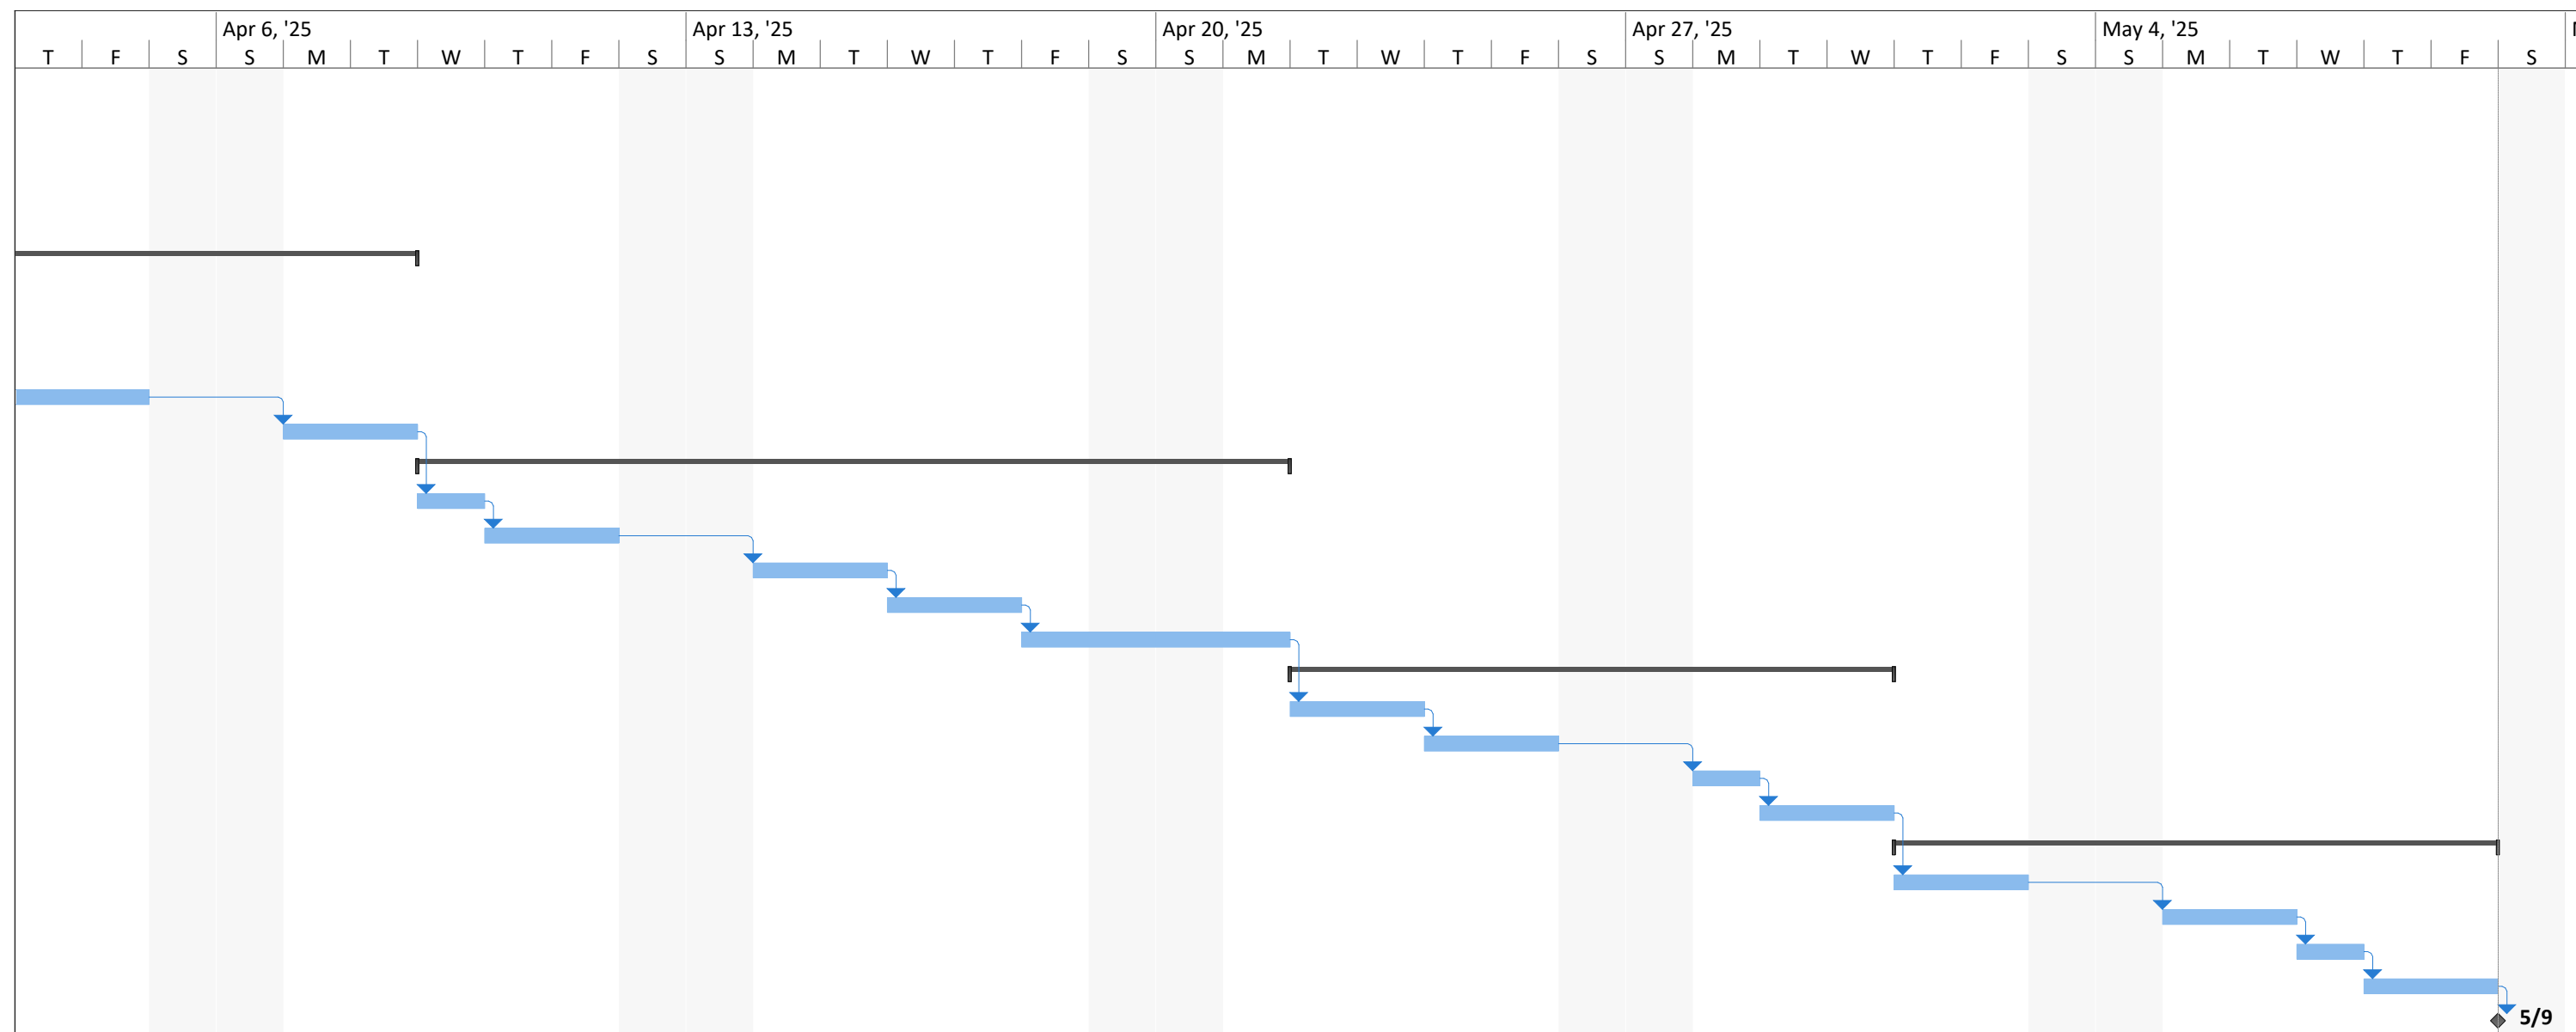 Apr 6, '25 Apr 13, '25 Apr 20, '25 Apr 27, '25 May 4, '25
T F S S M T W T F S S M T W T F S S M T W T F S S M T W T F S S M T W T F S
5/9